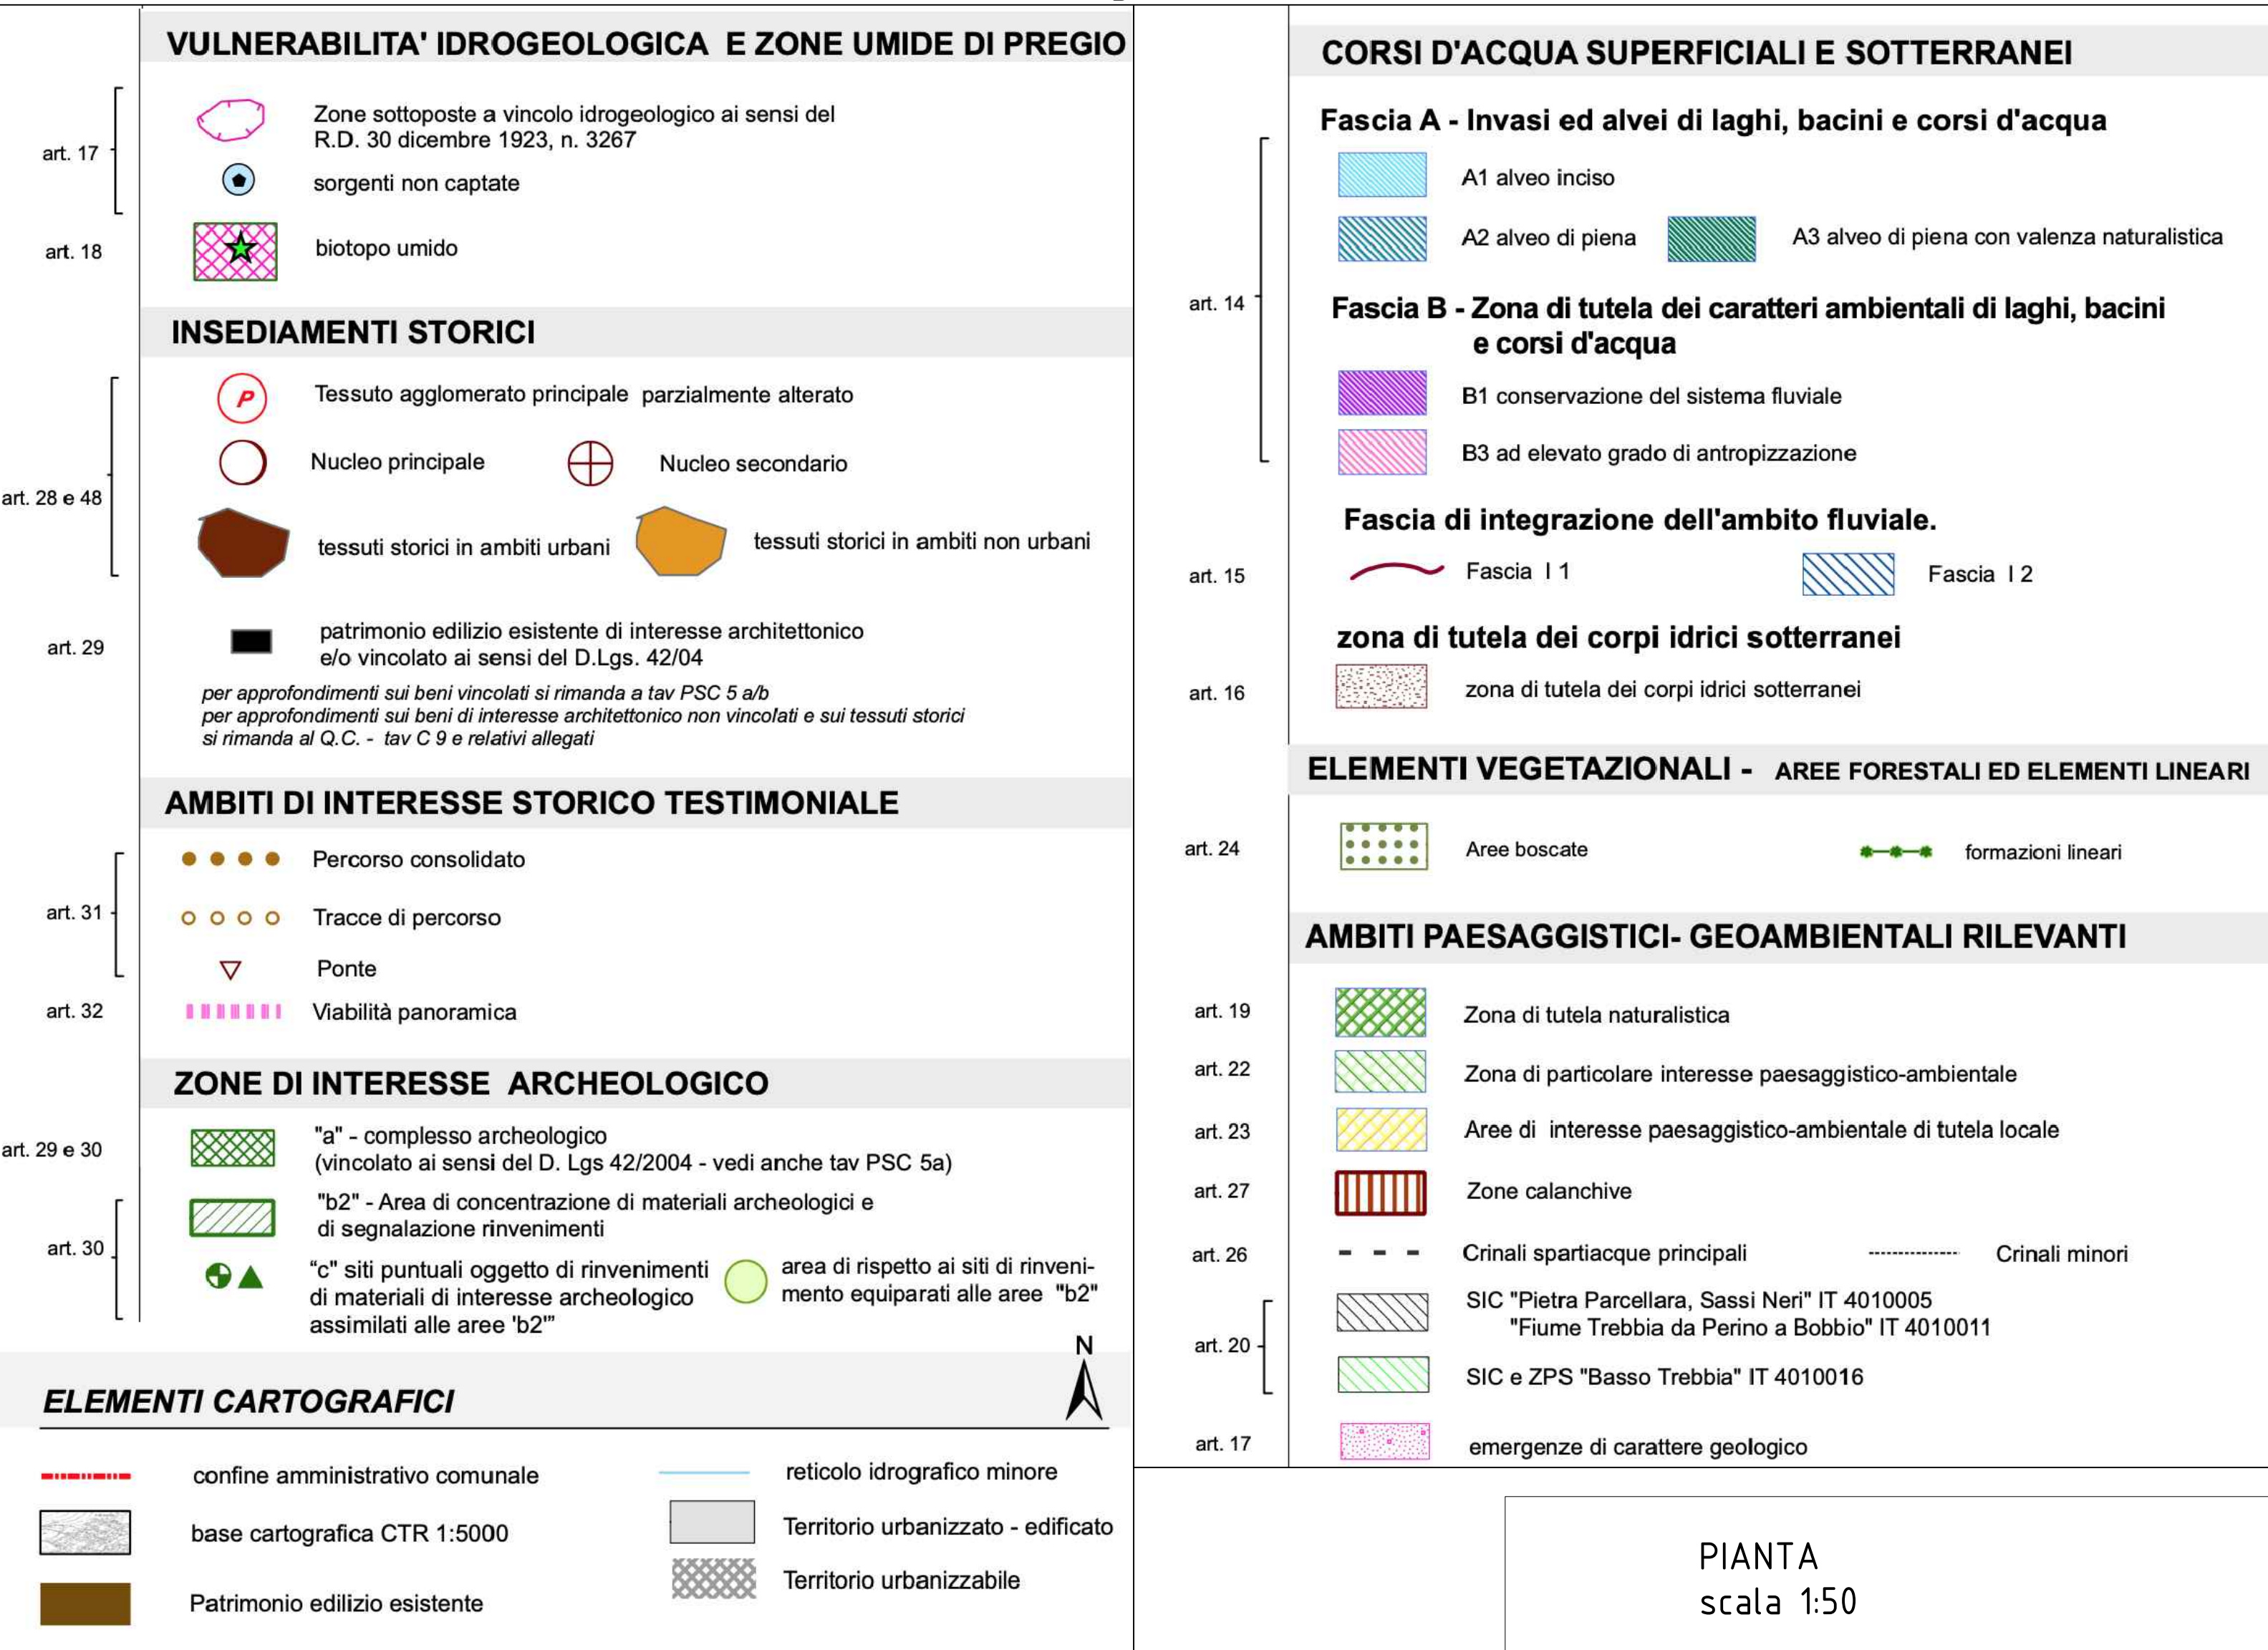 VULNERABILITA' IDROGEOLOGICA E ZONE UMIDE DI PREGIO
art. 17
Zone sottoposte a vincolo idrogeologico ai sensi del
R.D. 30 dicembre 1923, n. 3267
sorgenti non captate
art. 18
biotopo umido
INSEDIAMENTI STORICI
art. 28 e 48
P
Tessuto agglomerato principale parzialmente alterato
Nucleo principale
Nucleo secondario
tessuti storici in ambiti urbani
tessuti storici in ambiti non urbani
art. 29
patrimonio edilizio esistente di interesse architettonico
e/o vincolato ai sensi del D.Lgs. 42/04
per approfondimenti sui beni vincolati si rimanda a tav PSC 5 a/b
per approfondimenti sui beni di interesse architettonico non vincolati e sui tessuti storici
si rimanda al Q.C. - tav C 9 e relativi allegati
AMBITI DI INTERESSE STORICO TESTIMONIALE
art. 31
Percorso consolidato
Tracce di percorso
Ponte
art. 32
Viabilità panoramica
ZONE DI INTERESSE ARCHEOLOGICO
art. 29 e 30
"a" - complesso archeologico
(vincolato ai sensi del D. Lgs 42/2004 - vedi anche tav PSC 5a)
art. 30
"b2" - Area di concentrazione di materiali archeologici e
di segnalazione rinvenimenti
“c" siti puntuali oggetto di rinvenimenti
di materiali di interesse archeologico
assimilati alle aree 'b2'”
area di rispetto ai siti di rinveni-
mento equiparati alle aree "b2"
N
ELEMENTI CARTOGRAFICI
confine amministrativo comunale
base cartografica CTR 1:5000
Patrimonio edilizio esistente
reticolo idrografico minore
Territorio urbanizzato - edificato
Territorio urbanizzabile
CORSI D'ACQUA SUPERFICIALI E SOTTERRANEI
art. 14
Fascia A - Invasi ed alvei di laghi, bacini e corsi d'acqua
A1 alveo inciso
A2 alveo di piena
A3 alveo di piena con valenza naturalistica
Fascia B - Zona di tutela dei caratteri ambientali di laghi, bacini
e corsi d'acqua
B1 conservazione del sistema fluviale
B3 ad elevato grado di antropizzazione
Fascia di integrazione dell'ambito fluviale.
art. 15
Fascia I 1
Fascia I 2
zona di tutela dei corpi idrici sotterranei
art. 16
zona di tutela dei corpi idrici sotterranei
ELEMENTI VEGETAZIONALI - AREE FORESTALI ED ELEMENTI LINEARI
art. 24
Aree boscate
formazioni lineari
AMBITI PAESAGGISTICI- GEOAMBIENTALI RILEVANTI
art. 19
Zona di tutela naturalistica
art. 22
Zona di particolare interesse paesaggistico-ambientale
art. 23
Aree di interesse paesaggistico-ambientale di tutela locale
art. 27
Zone calanchive
art. 26
Crinali spartiacque principali
Crinali minori
art. 20
SIC "Pietra Parcellara, Sassi Neri" IT 4010005
"Fiume Trebbia da Perino a Bobbio" IT 4010011
SIC e ZPS "Basso Trebbia" IT 4010016
art. 17
emergenze di carattere geologico
PIANTA
scala 1:50